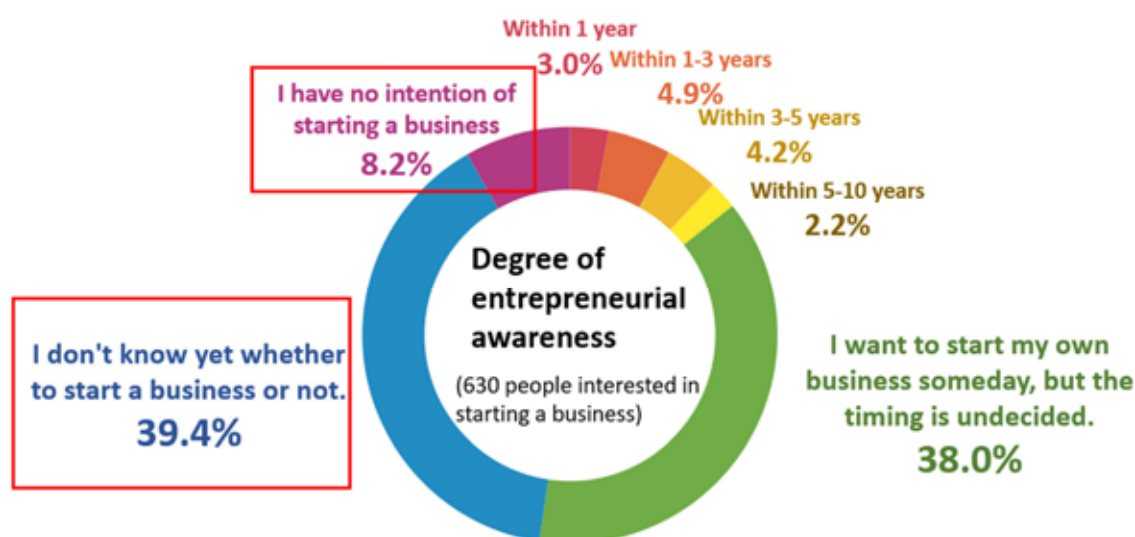 Within 1 year
3.0%
Within 1-3 years
4.9%
Within 3-5 years
4.2%
Within 5-10 years
2.2%
I have no intention of
starting a business
8.2%
Degree of
entrepreneurial
awareness
(630 people interested in
starting a business)
I don't know yet whether
to start a business or not.
39.4%
I want to start my own
business someday, but the
timing is undecided.
38.0%